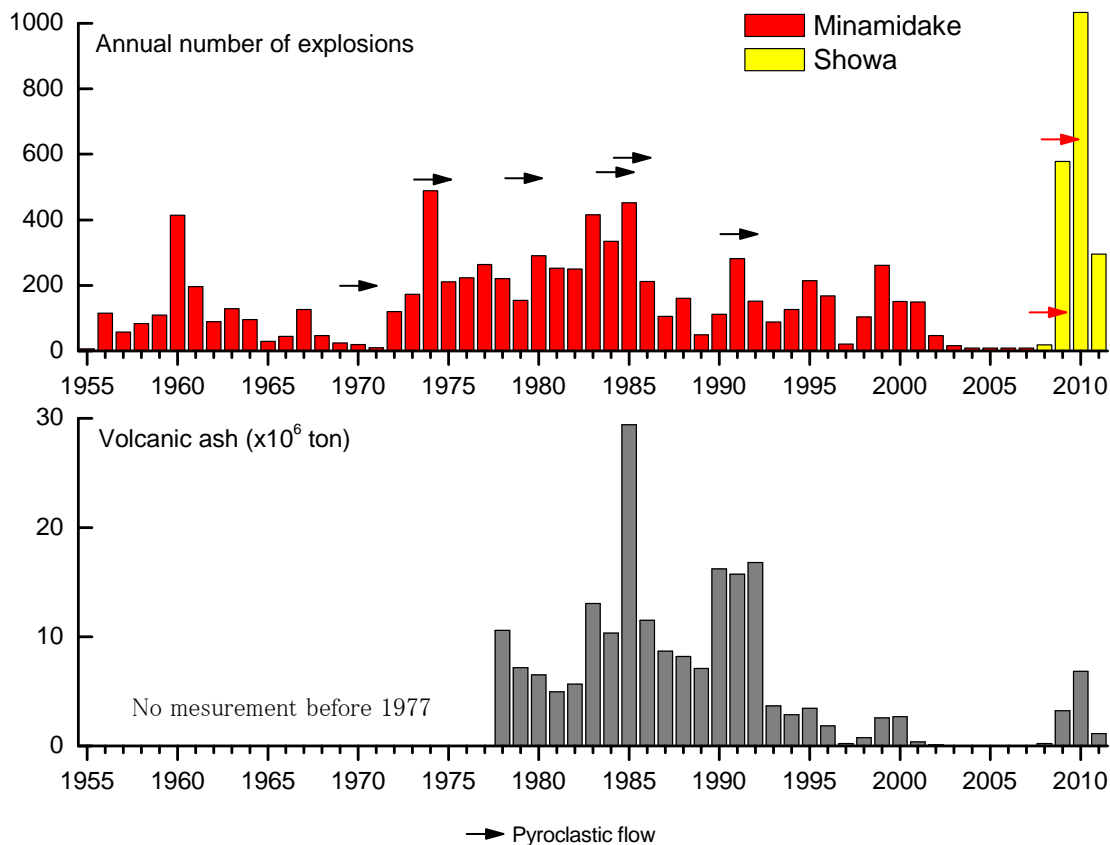 1000
800
600
400
200
0
Annual number of explosions
Minamidake
Showa
1955 1960 1965 1970 1975 1980 1985 1990 1995 2000 2005 2010
30
20
10
0
Volcanic ash (x10⁶ ton)
No mesurement before 1977
1955 1960 1965 1970 1975 1980 1985 1990 1995 2000 2005 2010
Pyroclastic flow